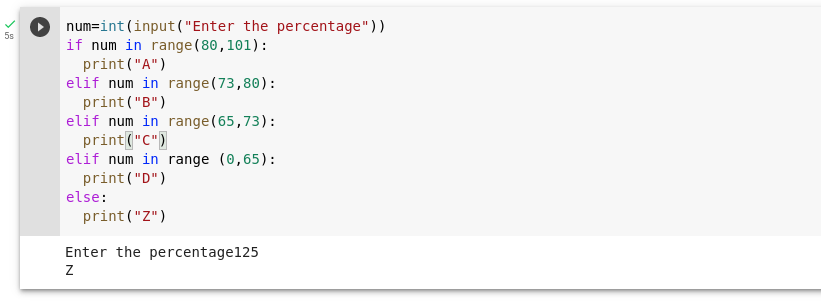 num=int(input("Enter the percentage"))
if num in range(80,101):
  print("A")
elif num in range(73,80):
  print("B")
elif num in range(65,73):
  print("C")
elif num in range (0,65):
  print("D")
else:
  print("Z")
5s
Enter the percentage125
Z